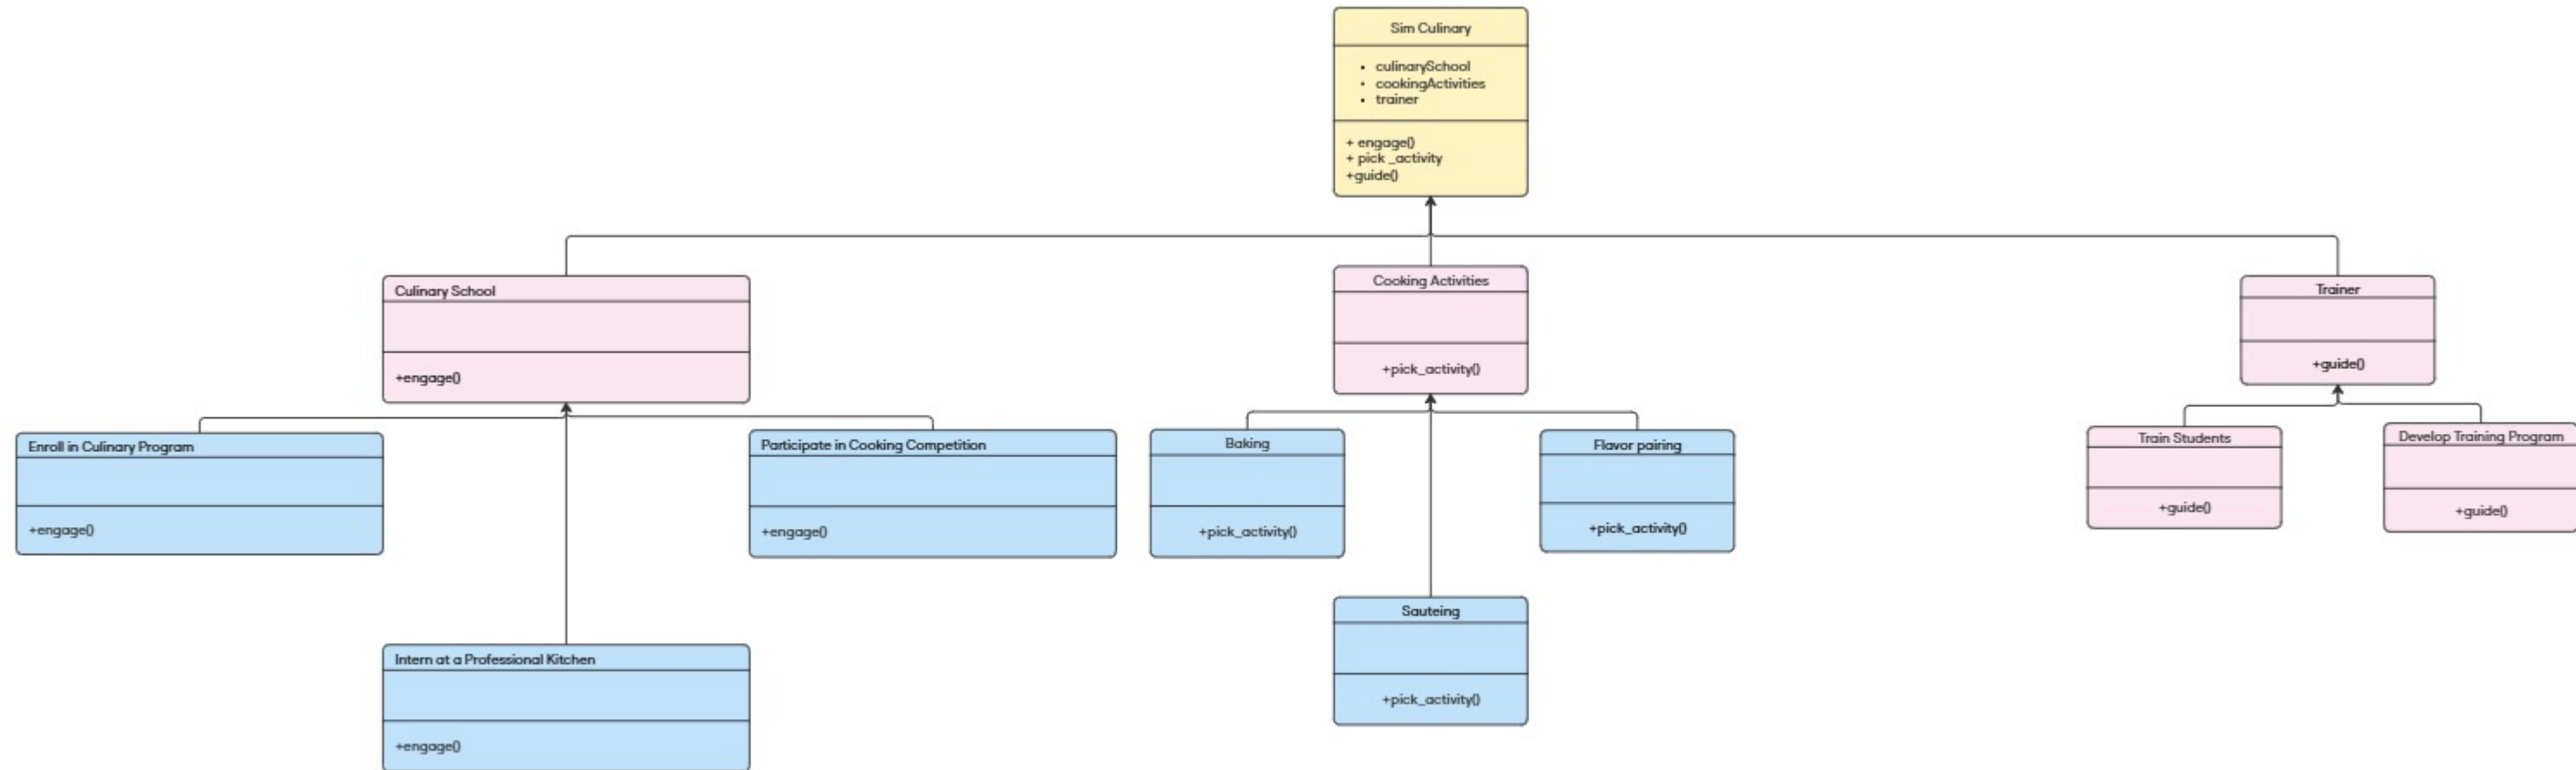 Sim Culinary
• culinarySchool
• cookingActivities
• trainer
+ engage()
+ pick _activity
+guide()
Culinary School
+engage()
Cooking Activities
+pick_activity()
Trainer
+guide()
Enroll in Culinary Program
+engage()
Participate in Cooking Competition
+engage()
Baking
+pick_activity()
Flavor pairing
+pick_activity()
Train Students
+guide()
Develop Training Program
+guide()
Intern at a Professional Kitchen
+engage()
Sauteing
+pick_activity()